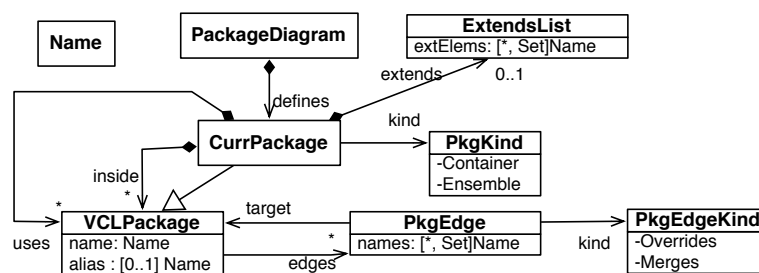 Name
PackageDiagram
ExtendsList
extElems: [*, Set]Name
extends
0..1
defines
CurrPackage
kind
PkgKind
-Container
-Ensemble
inside
*
*
uses
VCLPackage
name: Name
alias : [0..1] Name
target
*
edges
PkgEdge
names: [*, Set]Name
kind
PkgEdgeKind
-Overrides
-Merges